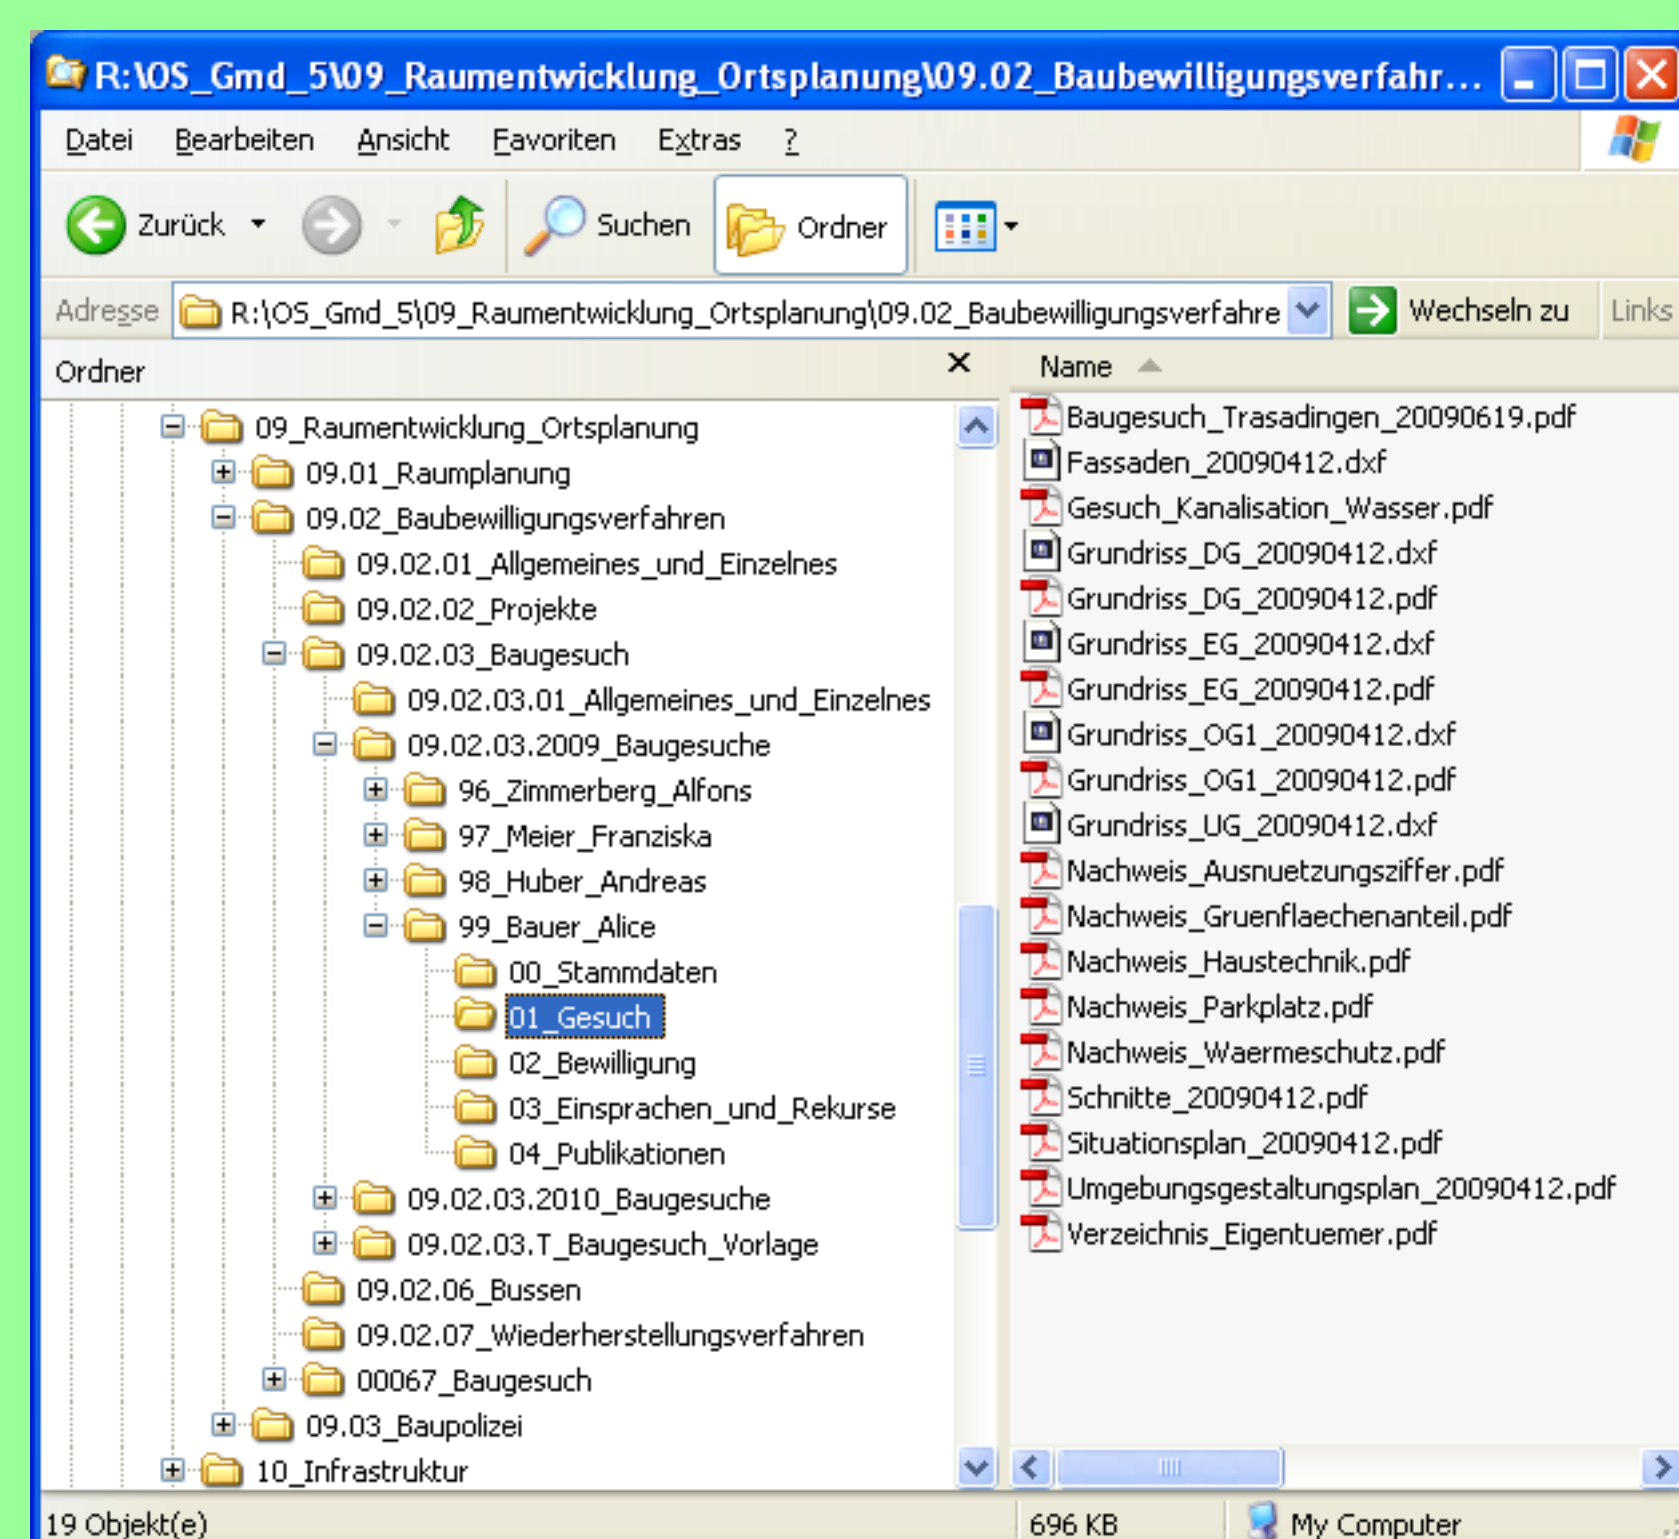 R:\OS_Gmd_5\09_Raumentwicklung_Ortsplanung\09.02_Baubewilligungsverfahr...
Datei Bearbeiten Ansicht Favoriten Extras ?
Zurück Suchen Ordner
Adresse R:\OS_Gmd_5\09_Raumentwicklung_Ortsplanung\09.02_Baubewilligungsverfahre Wechseln zu Links
Ordner
09_Raumentwicklung_Ortsplanung
09.01_Raumplanung
09.02_Baubewilligungsverfahren
09.02.01_Allgemeines_und_Einzelnes
09.02.02_Projekte
09.02.03_Baugesuch
09.02.03.01_Allgemeines_und_Einzelnes
09.02.03.2009_Baugesuche
96_Zimmerberg_Alfons
97_Meier_Franziska
98_Huber_Andreas
99_Bauer_Alice
00_Stammdaten
01_Gesuch
02_Bewilligung
03_Einsprachen_und_Rekurse
04_Publikationen
09.02.03.2010_Baugesuche
09.02.03.T_Baugesuch_Vorlage
09.02.06_Bussen
09.02.07_Wiederherstellungsverfahren
00067_Baugesuch
09.03_Baupolizei
10_Infrastruktur
Name
Baugesuch_Trasadingen_20090619.pdf
Fassaden_20090412.dxf
Gesuch_Kanalisation_Wasser.pdf
Grundriss_DG_20090412.dxf
Grundriss_DG_20090412.pdf
Grundriss_EG_20090412.dxf
Grundriss_EG_20090412.pdf
Grundriss_OG1_20090412.dxf
Grundriss_OG1_20090412.pdf
Grundriss_UG_20090412.dxf
Nachweis_Ausnuetzungsziffer.pdf
Nachweis_Gruenflaechenanteil.pdf
Nachweis_Haustechnik.pdf
Nachweis_Parkplatz.pdf
Nachweis_Waermeschutz.pdf
Schnitte_20090412.pdf
Situationsplan_20090412.pdf
Umgebungsgestaltungsplan_20090412.pdf
Verzeichnis_Eigentuemer.pdf
19 Objekt(e) 696 KB My Computer